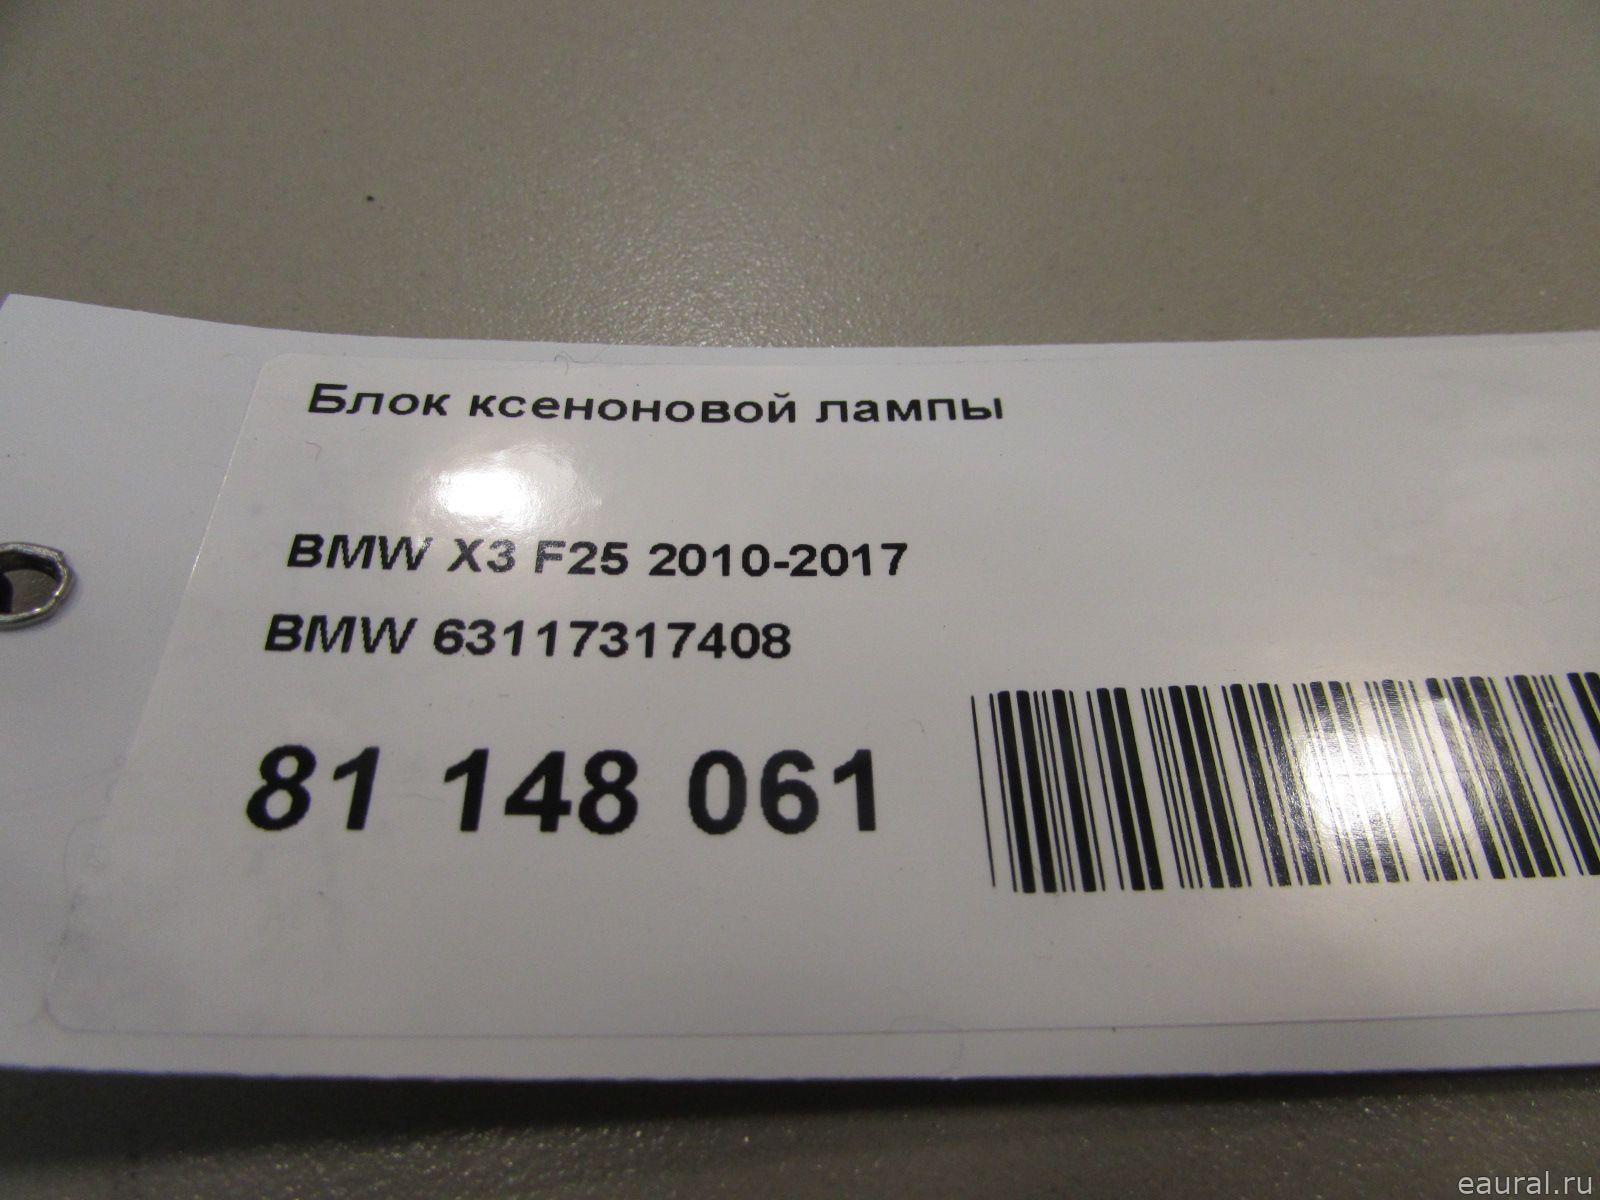 Блок ксеноновой лампы
BMW X3 F25 2010-2017
BMW 63117317408
81 148 061
eaural.ru